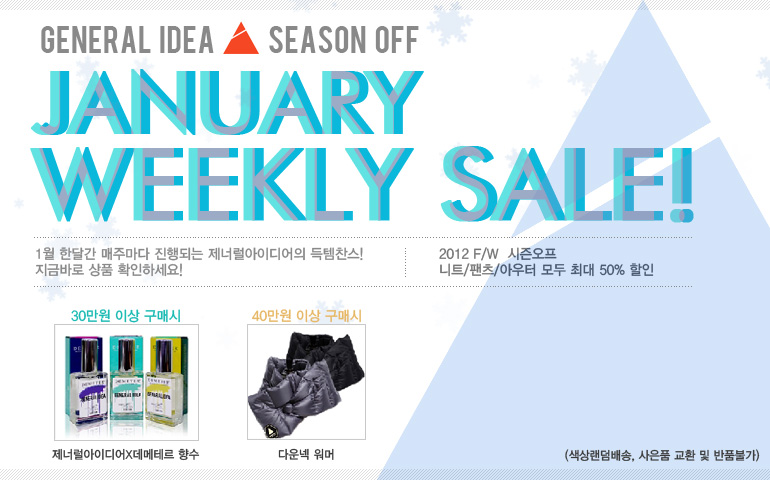 GENERAL IDEA SEASON OFF
JANUARY
WEEKLY SALE!
1월 한달간 매주마다 진행되는 제너럴아이디어의 득템찬스!
지금바로 상품 확인하세요!
2012 F/W 시즌오프
니트/팬츠/아우터 모두 최대 50% 할인
30만원 이상 구매시
40만원 이상 구매시
DEMETER
GENERAL IDEA
제너럴아이디어X데메테르 향수
다운넥 워머
(색상랜덤배송, 사은품 교환 및 반품불가)